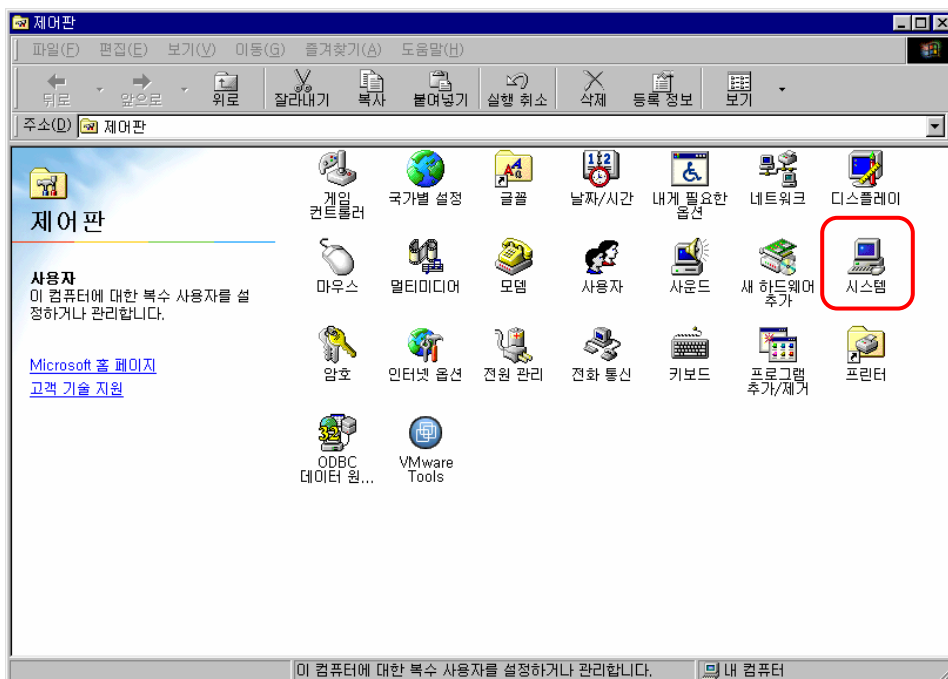 제어판
파일(F) 편집(E) 보기(V) 이동(G) 즐겨찾기(A) 도움말(H)
뒤로 앞으로 위로 잘라내기 복사 붙여넣기 실행 취소 삭제 등록 정보 보기
주소(D) 제어판
제어판
사용자
이 컴퓨터에 대한 복수 사용자를 설
정하거나 관리합니다.
Microsoft 홈 페이지
고객 기술 지원
게임
컨트롤러
국가별 설정
글꼴
날짜/시간
내게 필요한
옵션
네트워크
디스플레이
마우스
멀티미디어
모뎀
사용자
사운드
새 하드웨어
추가
시스템
암호
인터넷 옵션
전원 관리
전화 통신
키보드
프로그램
추가/제거
프린터
32
ODBC
데이터 원...
VMware
Tools
이 컴퓨터에 대한 복수 사용자를 설정하거나 관리합니다.
내 컴퓨터